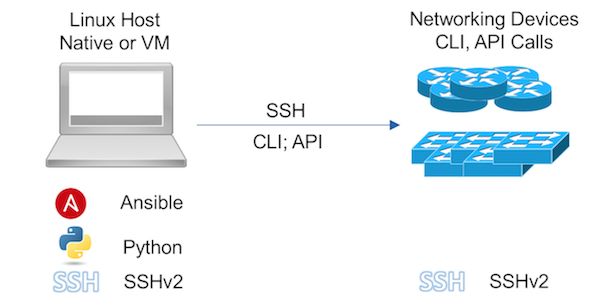 Linux Host
Native or VM
Networking Devices
CLI, API Calls
SSH
CLI; API
A Ansible
Python
SSH SSHv2
SSH SSHv2